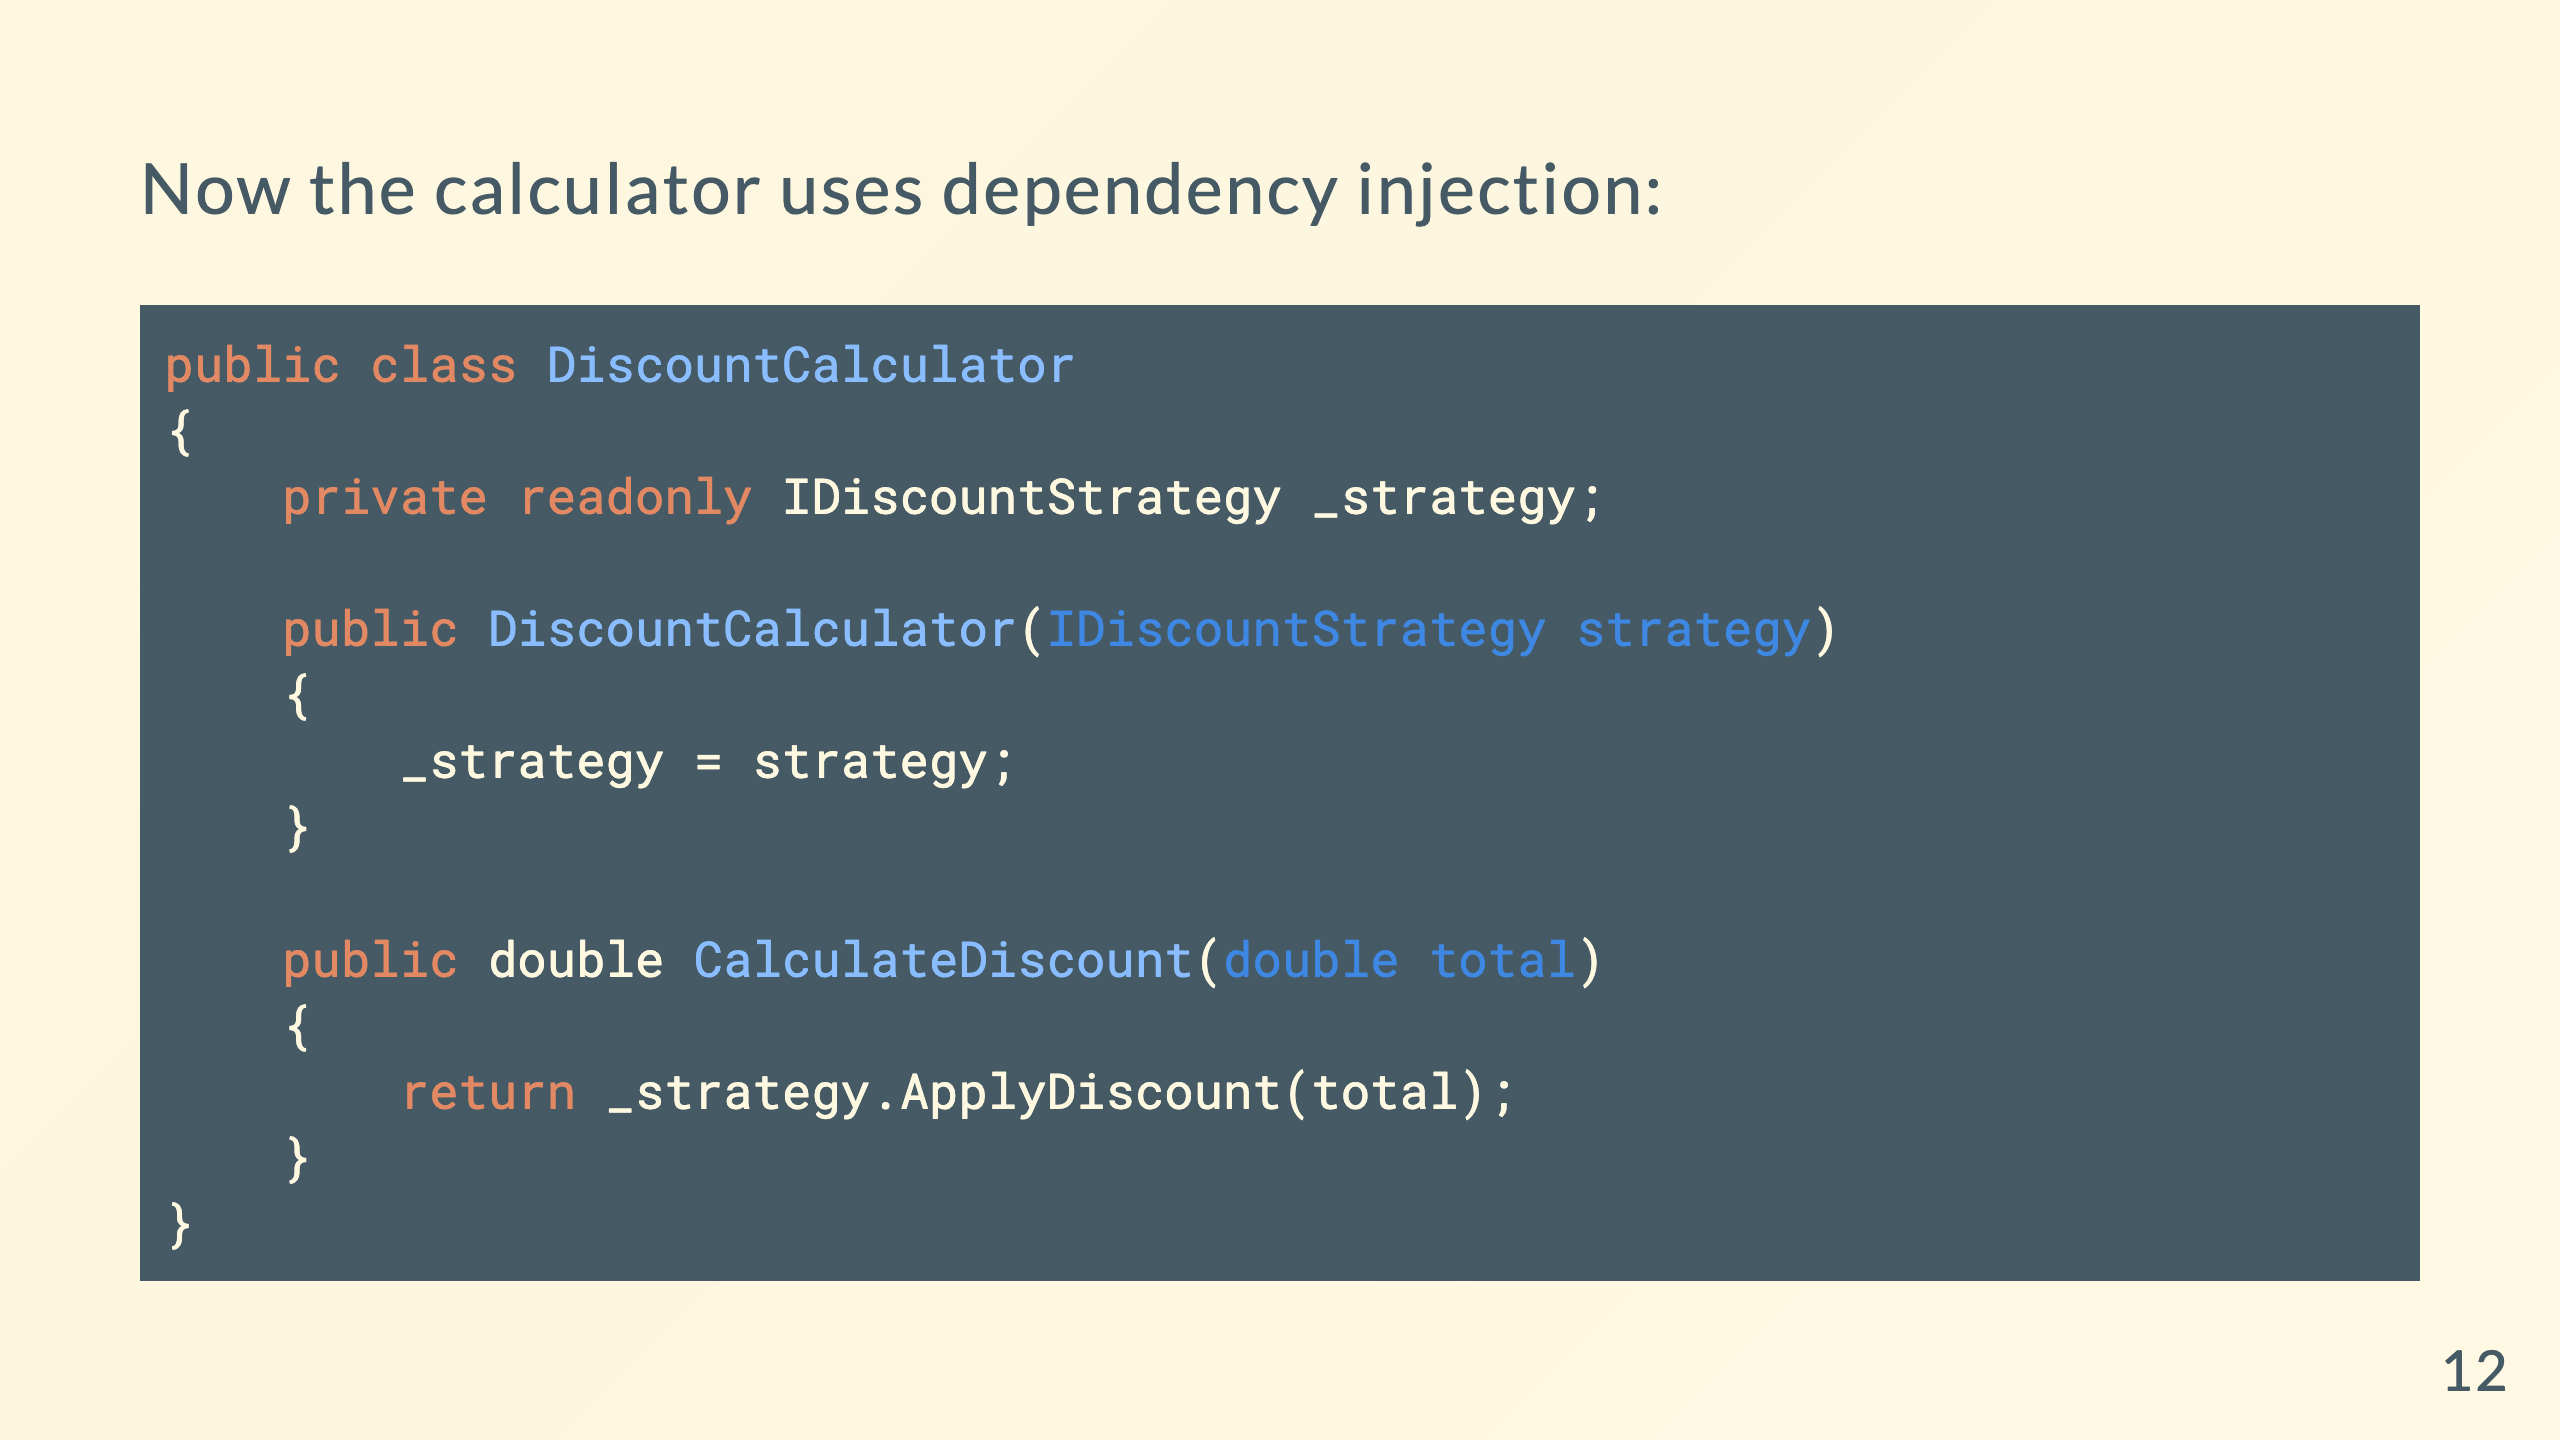 Now the calculator uses dependency injection:
public class DiscountCalculator
{
    private readonly IDiscountStrategy _strategy;
    public DiscountCalculator(IDiscountStrategy strategy)
    {
        _strategy = strategy;
    }
    public double CalculateDiscount(double total)
    {
        return _strategy.ApplyDiscount(total);
    }
}
12